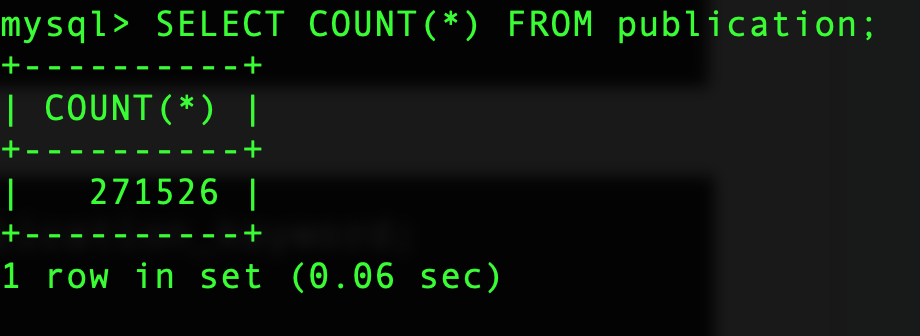 mysql> SELECT COUNT(*) FROM publication;
+----------+
| COUNT(*) |
+----------+
|   271526 |
+----------+
1 row in set (0.06 sec)